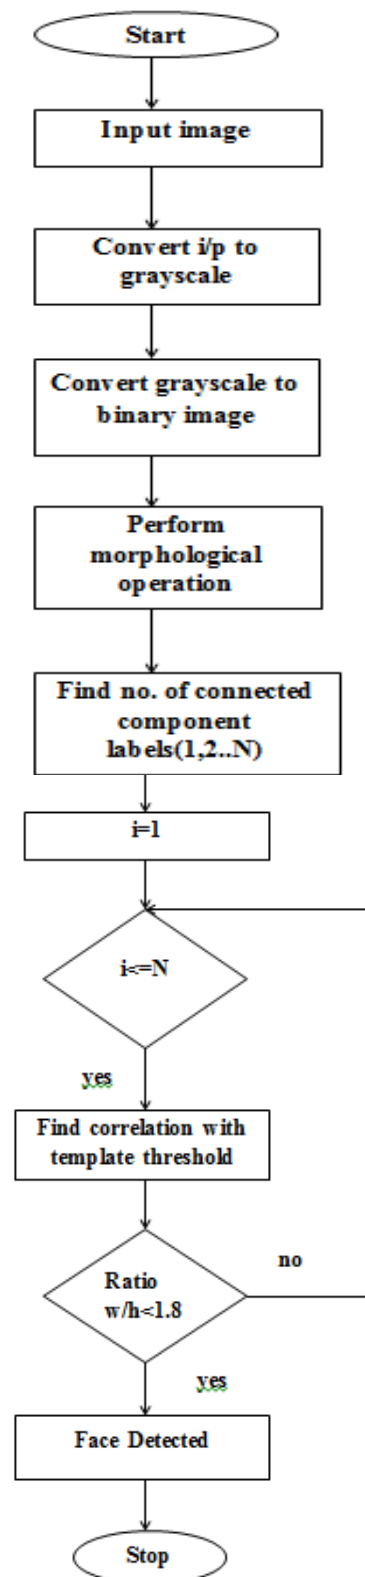 Start
Input image
Convert i/p to
grayscale
Convert grayscale to
binary image
Perform
morphological
operation
Find no. of connected
component
labels(1,2..N)
i=1
i<=N
yes
Find correlation with
template threshold
Ratio
w/h<1.8
no
yes
Face Detected
Stop